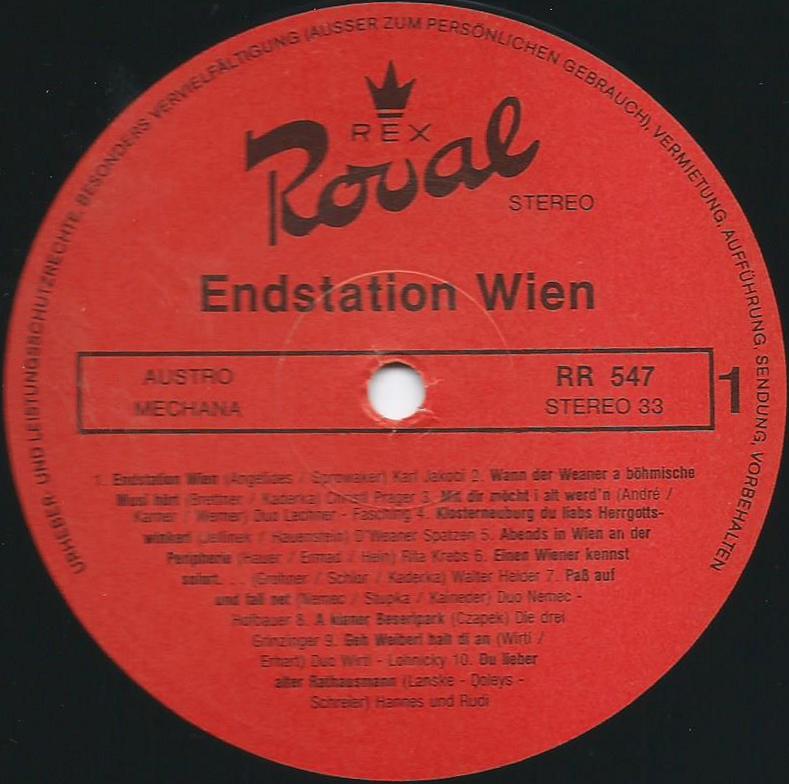 URHEBER- UND LEISTUNGSSCHUTZRECHTE, BESONDERS VERVIELFÄLTIGUNG (AUSSER ZUM PERSÖNLICHEN GEBRAUCH), VERMIETUNG, AUFFÜHRUNG, SENDUNG, VORBEHALTEN
REX
Royal
STEREO
Endstation Wien
AUSTRO
MECHANA
RR 547
STEREO 33
1
1. Endstation Wien (Angelides / Sprowaker) Karl Jakobi 2. Wann der Weaner a böhmische
Musi hört (Brettner / Kaderka) Christl Prager 3. Mit dir möcht i alt werd'n (André /
Karner / Werner) Duo Lechner - Fasching 4. Klosterneuburg du liabs Herrgotts-
winkerl (Jellinek / Hauenstein) D'Weaner Spatzen 5. Abends in Wien an der
Peripherie (Hauer / Ermad / Hein) Rita Krebs 6. Einen Wiener kennst
sofort. . . (Greihner / Schlor / Kaderka) Walter Heider 7. Paß auf
und fall net (Nemec / Stupka / Kaineder) Duo Nemec -
Hofbauer 8. A klaner Beserlpark (Czapek) Die drei
Grinzinger 9. Geh Weiberl halt di an (Wirtl /
Erhart) Duo Wirtl - Lohnicky 10. Du lieber
alter Rathausmann (Lanske - Doleys -
Schreier) Hannes und Rudi